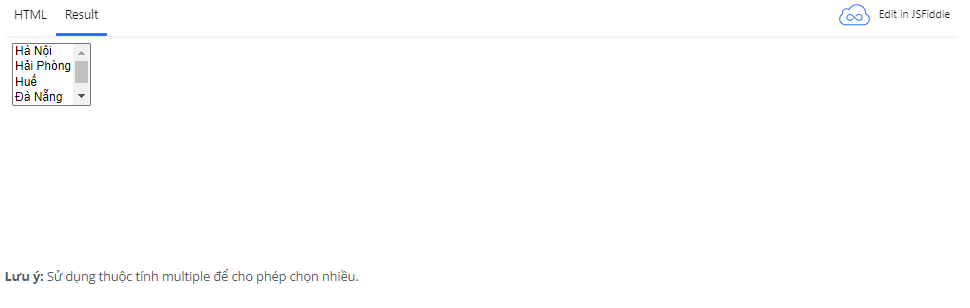 HTML Result Edit in JSFiddle
Hà Nội
Hải Phòng
Huế
Đà Nẵng
Lưu ý: Sử dụng thuộc tính multiple để cho phép chọn nhiều.